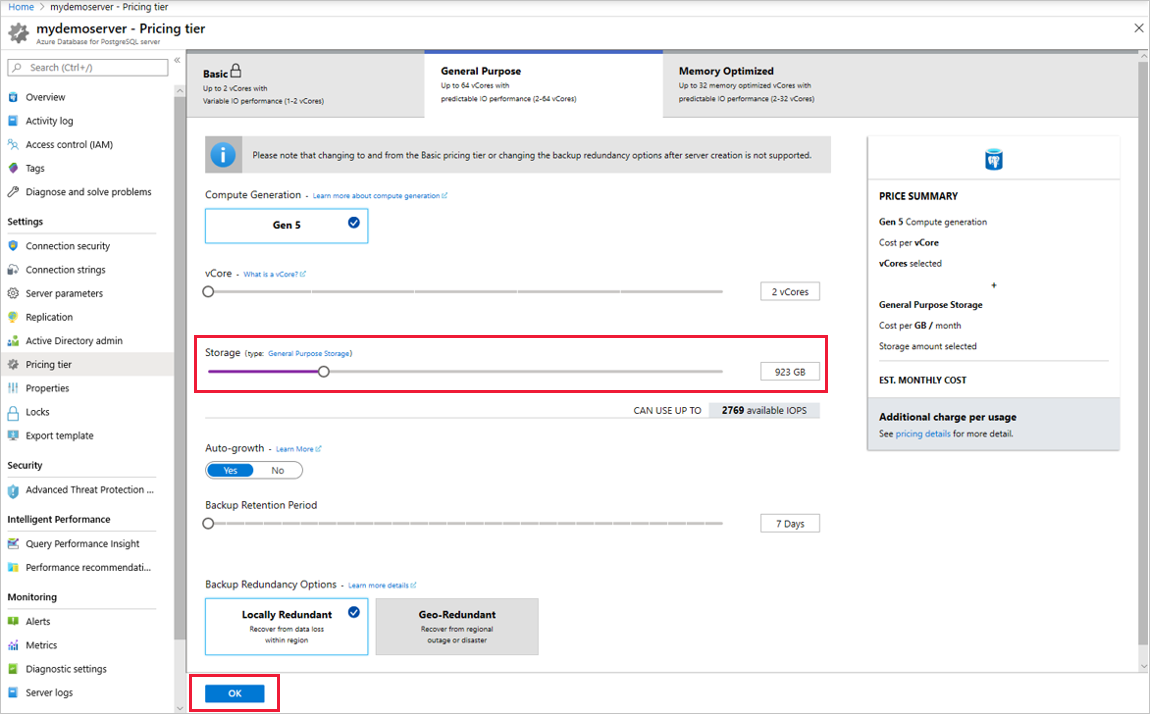 Home > mydemoserver - Pricing tier
mydemoserver - Pricing tier
Azure Database for PostgreSQL server
Search (Ctrl+/)
«
Overview
Activity log
Access control (IAM)
Tags
Diagnose and solve problems
Settings
Connection security
Connection strings
Server parameters
Replication
Active Directory admin
Pricing tier
Properties
Locks
Export template
Security
Advanced Threat Protection ...
Intelligent Performance
Query Performance Insight
Performance recommendati...
Monitoring
Alerts
Metrics
Diagnostic settings
Server logs
Basic
Up to 2 vCores with
Variable IO performance (1-2 vCores)
General Purpose
Up to 64 vCores with
predictable IO performance (2-64 vCores)
Memory Optimized
Up to 32 memory optimized vCores with
predictable IO performance (2-32 vCores)
Please note that changing to and from the Basic pricing tier or changing the backup redundancy options after server creation is not supported.
Compute Generation - Learn more about compute generation
Gen 5
vCore - What is a vCore?
2 vCores
Storage (type: General Purpose Storage)
923 GB
CAN USE UP TO 2769 available IOPS
Auto-growth - Learn More
Yes No
Backup Retention Period
7 Days
Backup Redundancy Options - Learn more details
Locally Redundant
Recover from data loss
within region
Geo-Redundant
Recover from regional
outage or disaster
OK
PRICE SUMMARY
Gen 5 Compute generation
Cost per vCore
vCores selected
+
General Purpose Storage
Cost per GB / month
Storage amount selected
EST. MONTHLY COST
Additional charge per usage
See pricing details for more detail.